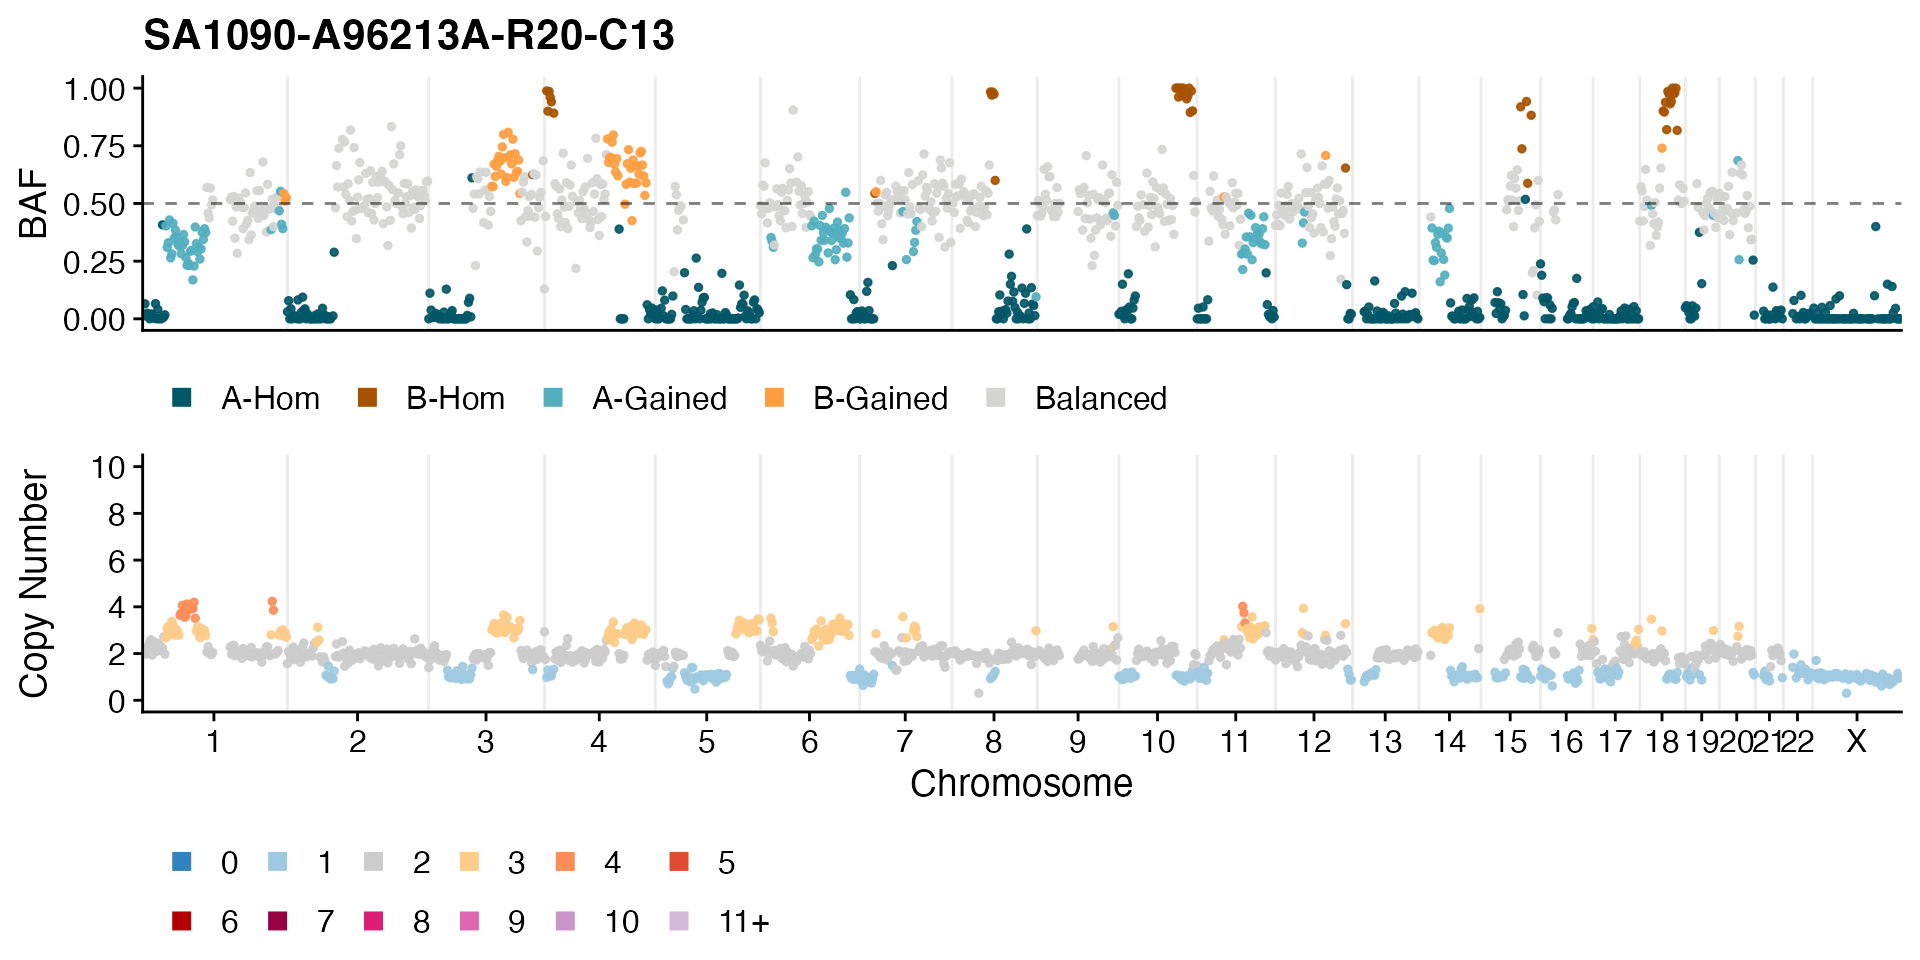 SA1090-A96213A-R20-C13
BAF
1.00
0.75
0.50
0.25
0.00
A-Hom B-Hom A-Gained B-Gained Balanced
Copy Number
10
8
6
4
2
0
1 2 3 4 5 6 7 8 9 10 11 12 13 14 15 16 17 18 19 20 21 22 X
Chromosome
0 1 2 3 4 5
6 7 8 9 10 11+